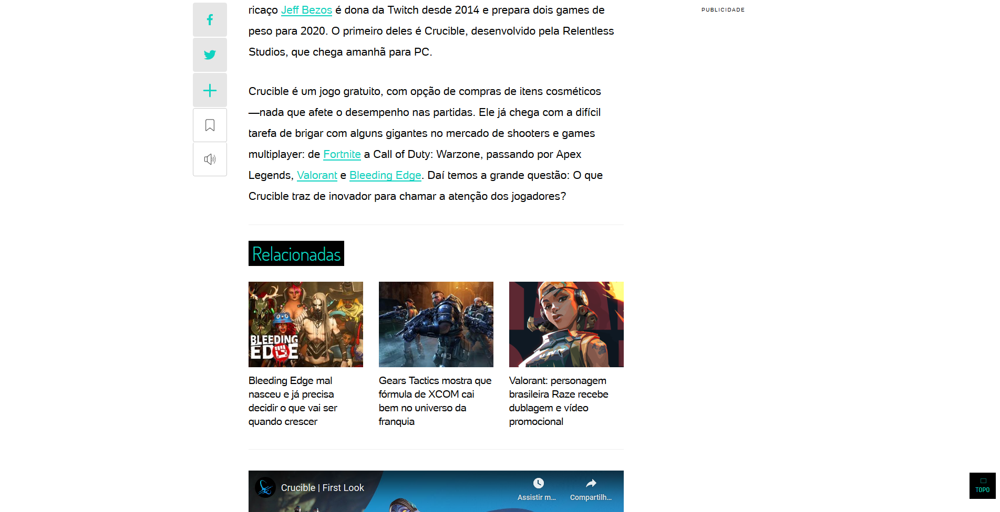 ricaço Jeff Bezos é dona da Twitch desde 2014 e prepara dois games de
peso para 2020. O primeiro deles é Crucible, desenvolvido pela Relentless
Studios, que chega amanhã para PC.
PUBLICIDADE
Crucible é um jogo gratuito, com opção de compras de itens cosméticos
—nada que afete o desempenho nas partidas. Ele já chega com a difícil
tarefa de brigar com alguns gigantes no mercado de shooters e games
multiplayer: de Fortnite a Call of Duty: Warzone, passando por Apex
Legends, Valorant e Bleeding Edge. Daí temos a grande questão: O que
Crucible traz de inovador para chamar a atenção dos jogadores?
Relacionadas
BLEEDING
EDGE
Bleeding Edge mal
nasceu e já precisa
decidir o que vai ser
quando crescer
Gears Tactics mostra que
fórmula de XCOM cai
bem no universo da
franquia
Valorant: personagem
brasileira Raze recebe
dublagem e vídeo
promocional
Crucible | First Look
Assistir m...
Compartilh...
TOPO